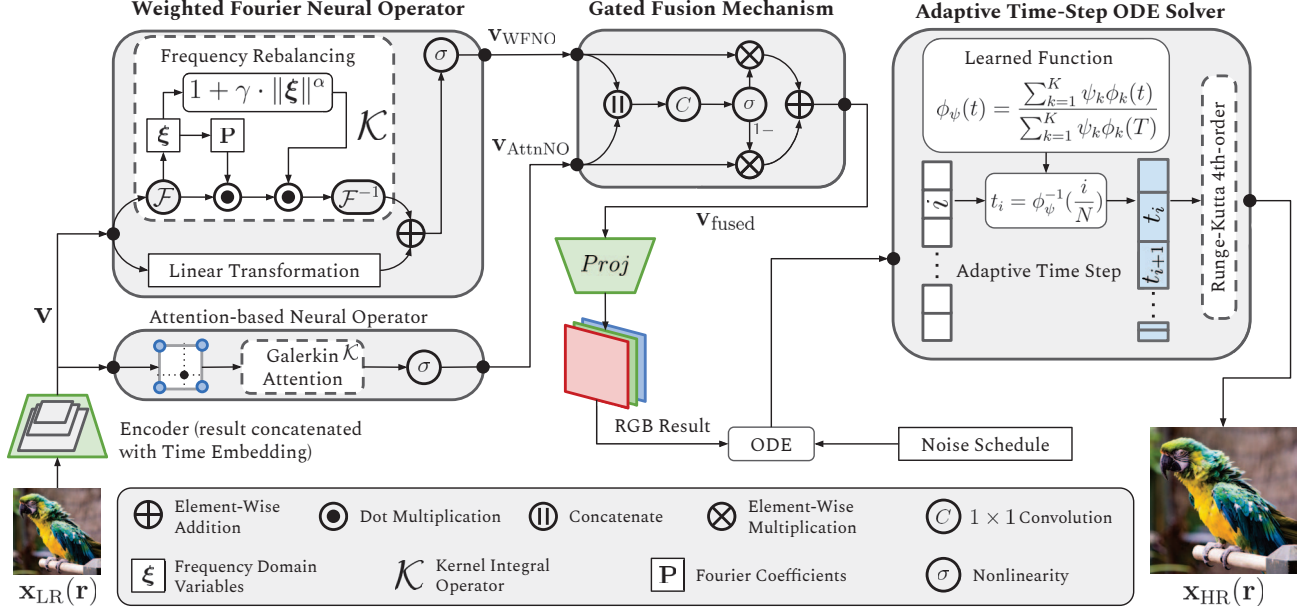 Weighted Fourier Neural Operator
Frequency Rebalancing
1 + γ · ‖ξ‖^α
K
ξ
P
F
F⁻¹
σ
Linear Transformation
v_WFNO
v_AttnNO
v
Attention-based Neural Operator
Galerkin K
Attention
σ
Encoder (result concatenated
with Time Embedding)
x_LR(r)
Gated Fusion Mechanism
C
σ
1−
v_fused
Proj
RGB Result
ODE
Noise Schedule
Adaptive Time-Step ODE Solver
Learned Function
φ_ψ(t) = ∑_{k=1}^{K} ψ_k φ_k(t) / ∑_{k=1}^{K} ψ_k φ_k(T)
i
t_i = φ_ψ^{-1}(i/N)
t_i
t_{i+1}
Adaptive Time Step
Runge-Kutta 4th-order
x_HR(r)
Element-Wise
Addition
Dot Multiplication
Concatenate
Element-Wise
Multiplication
C 1 × 1 Convolution
ξ Frequency Domain
Variables
K Kernel Integral
Operator
P Fourier Coefficients
σ Nonlinearity